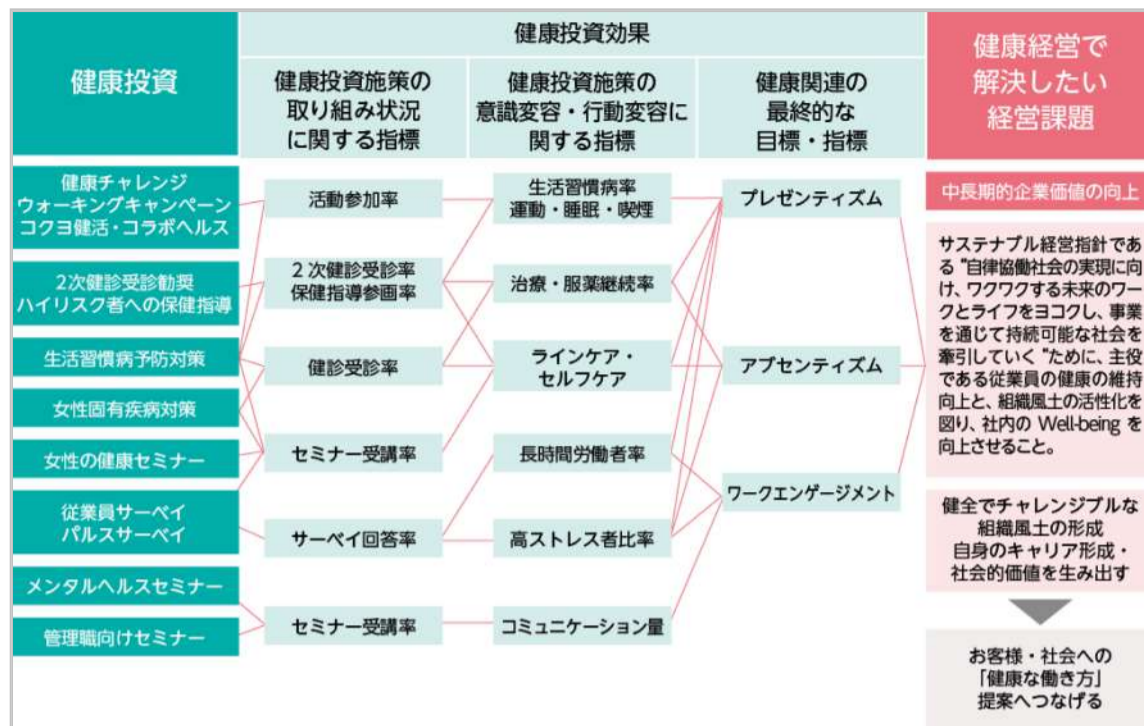 健康投資
健康投資効果
健康投資施策の
取り組み状況
に関する指標
健康投資施策の
意識変容・行動変容に
関する指標
健康関連の
最終的な
目標・指標
健康経営で
解決したい
経営課題
健康チャレンジ
ウォーキングキャンペーン
コクヨ健活・コラボヘルス
2次健診受診勧奨
ハイリスク者への保健指導
生活習慣病予防対策
女性固有疾病対策
女性の健康セミナー
従業員サーベイ
パルスサーベイ
メンタルヘルスセミナー
管理職向けセミナー
活動参加率
2次健診受診率
保健指導参画率
健診受診率
セミナー受講率
サーベイ回答率
セミナー受講率
生活習慣病率
運動・睡眠・喫煙
治療・服薬継続率
ラインケア・
セルフケア
長時間労働者率
高ストレス者比率
コミュニケーション量
プレゼンティズム
アブセンティズム
ワークエンゲージメント
中長期的企業価値の向上
サステナブル経営指針であ
る "自律協働社会の実現に向
け、ワクワクする未来のワー
クとライフをヨコクし、事業
を通じて持続可能な社会を
牽引していく "ために、主役
である従業員の健康の維持
向上と、組織風土の活性化を
図り、社内の Well-being を
向上させること。
健全でチャレンジブルな
組織風土の形成
自身のキャリア形成・
社会的価値を生み出す
お客様・社会への
「健康な働き方」
提案へつなげる